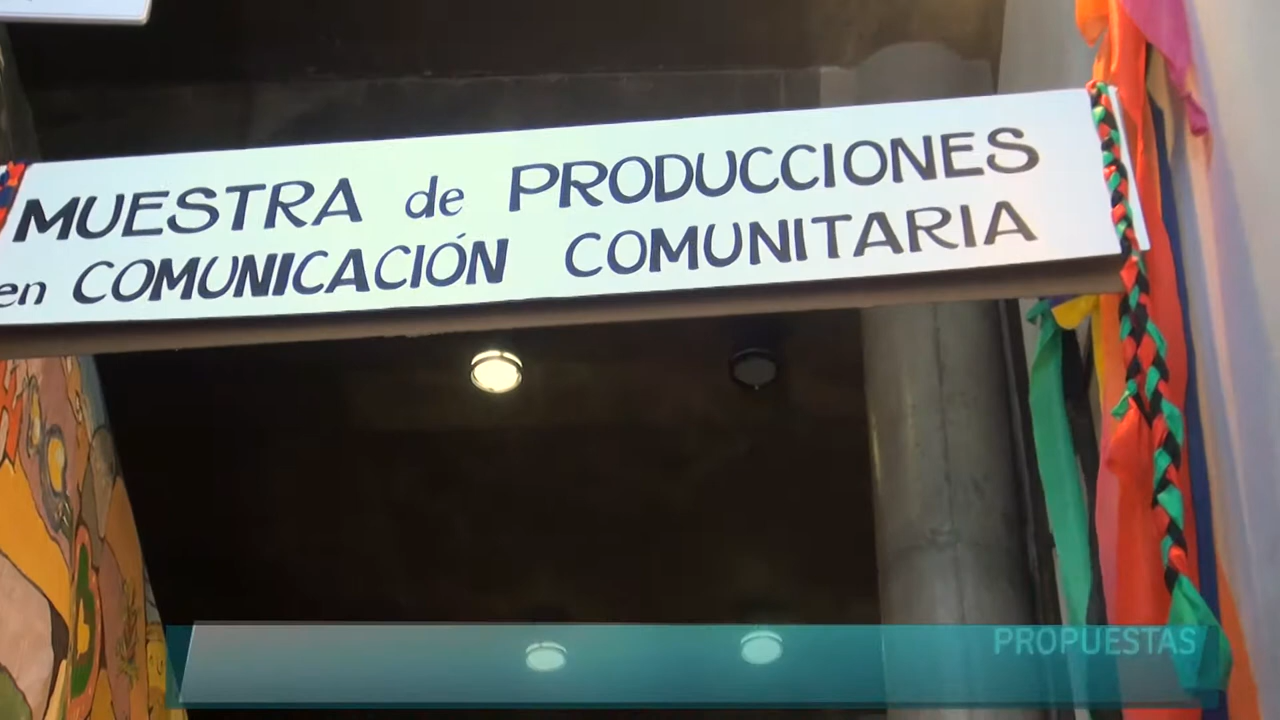 MUESTRA de PRODUCCIONES
en COMUNICACIÓN COMUNITARIA
PROPUESTAS